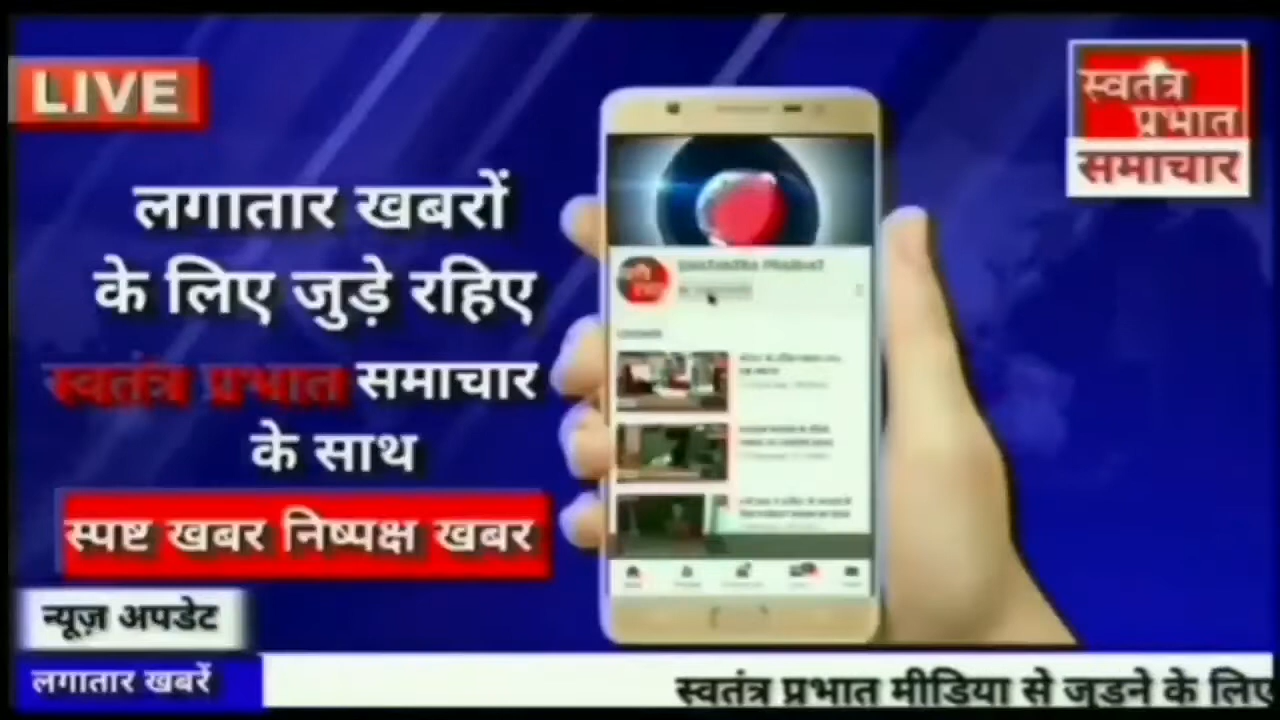 LIVE
स्वतंत्र
प्रभात
समाचार
लगातार खबरों
के लिए जुड़े रहिए
स्वतंत्र प्रभात समाचार
के साथ
स्पष्ट खबर निष्पक्ष खबर
न्यूज़ अपडेट
लगातार खबरें
स्वतंत्र प्रभात मीडिया से जुड़ने के लिए